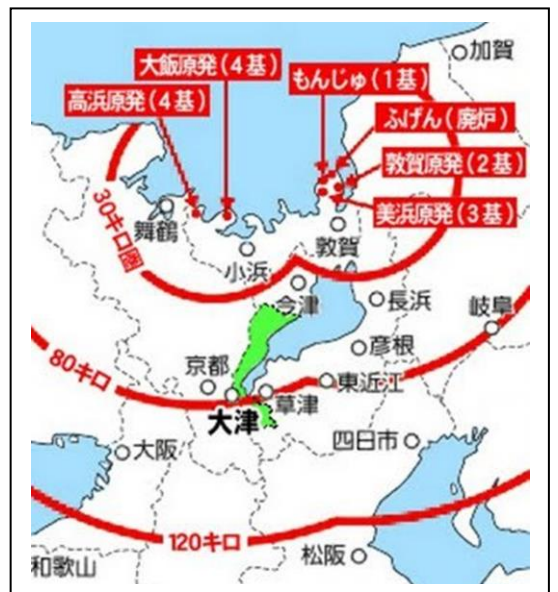 加賀
大飯原発(4基)
もんじゅ(1基)
高浜原発(4基)
ふげん(廃炉)
敦賀原発(2基)
美浜原発(3基)
30キロ圏
舞鶴
敦賀
小浜
今津
長浜
岐阜
彦根
80キロ
京都
東近江
草津
大津
四日市
大阪
120キロ
松阪
和歌山